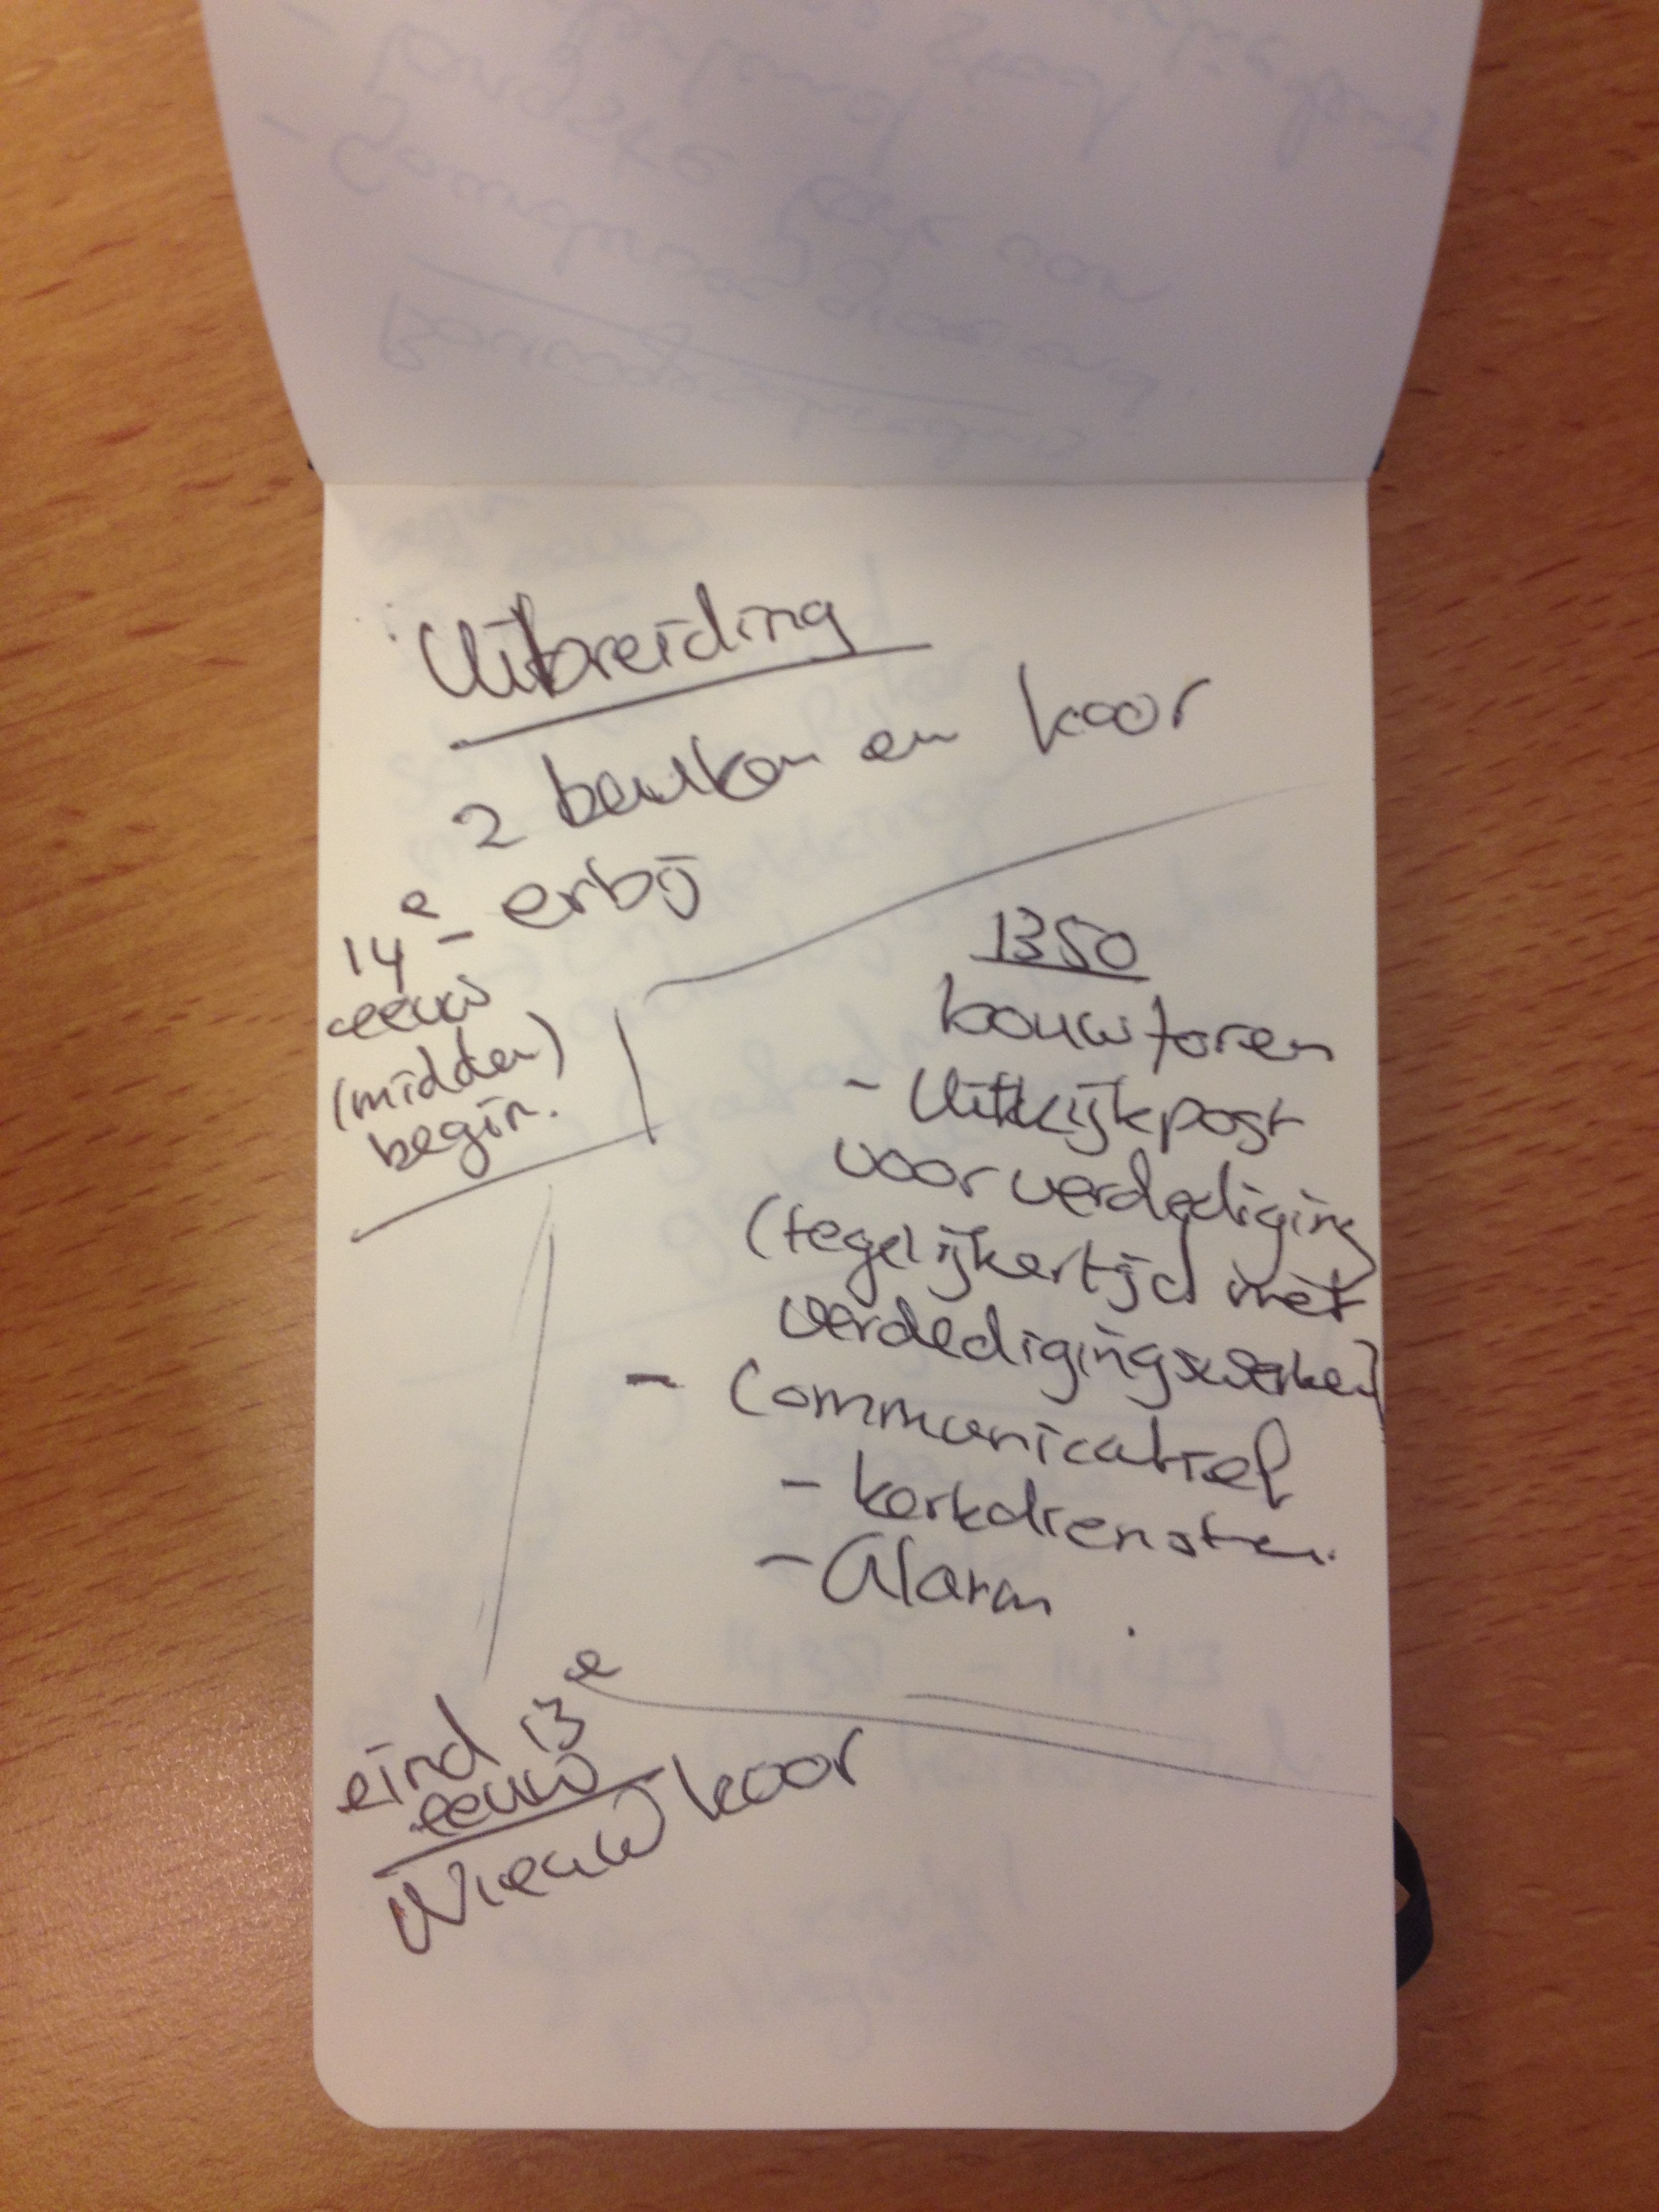 Uitbreiding
2 beuken en koor
erbij
14e
eeuw
(midden)
begin.
1350
bouw toren
- Uitkijkpost
voor verdediging
(tegelijkertijd met
verdedigingswerken)
- Communicatief
- kerkdiensten.
- Alarm
eind 13e
eeuw
Nieuw koor